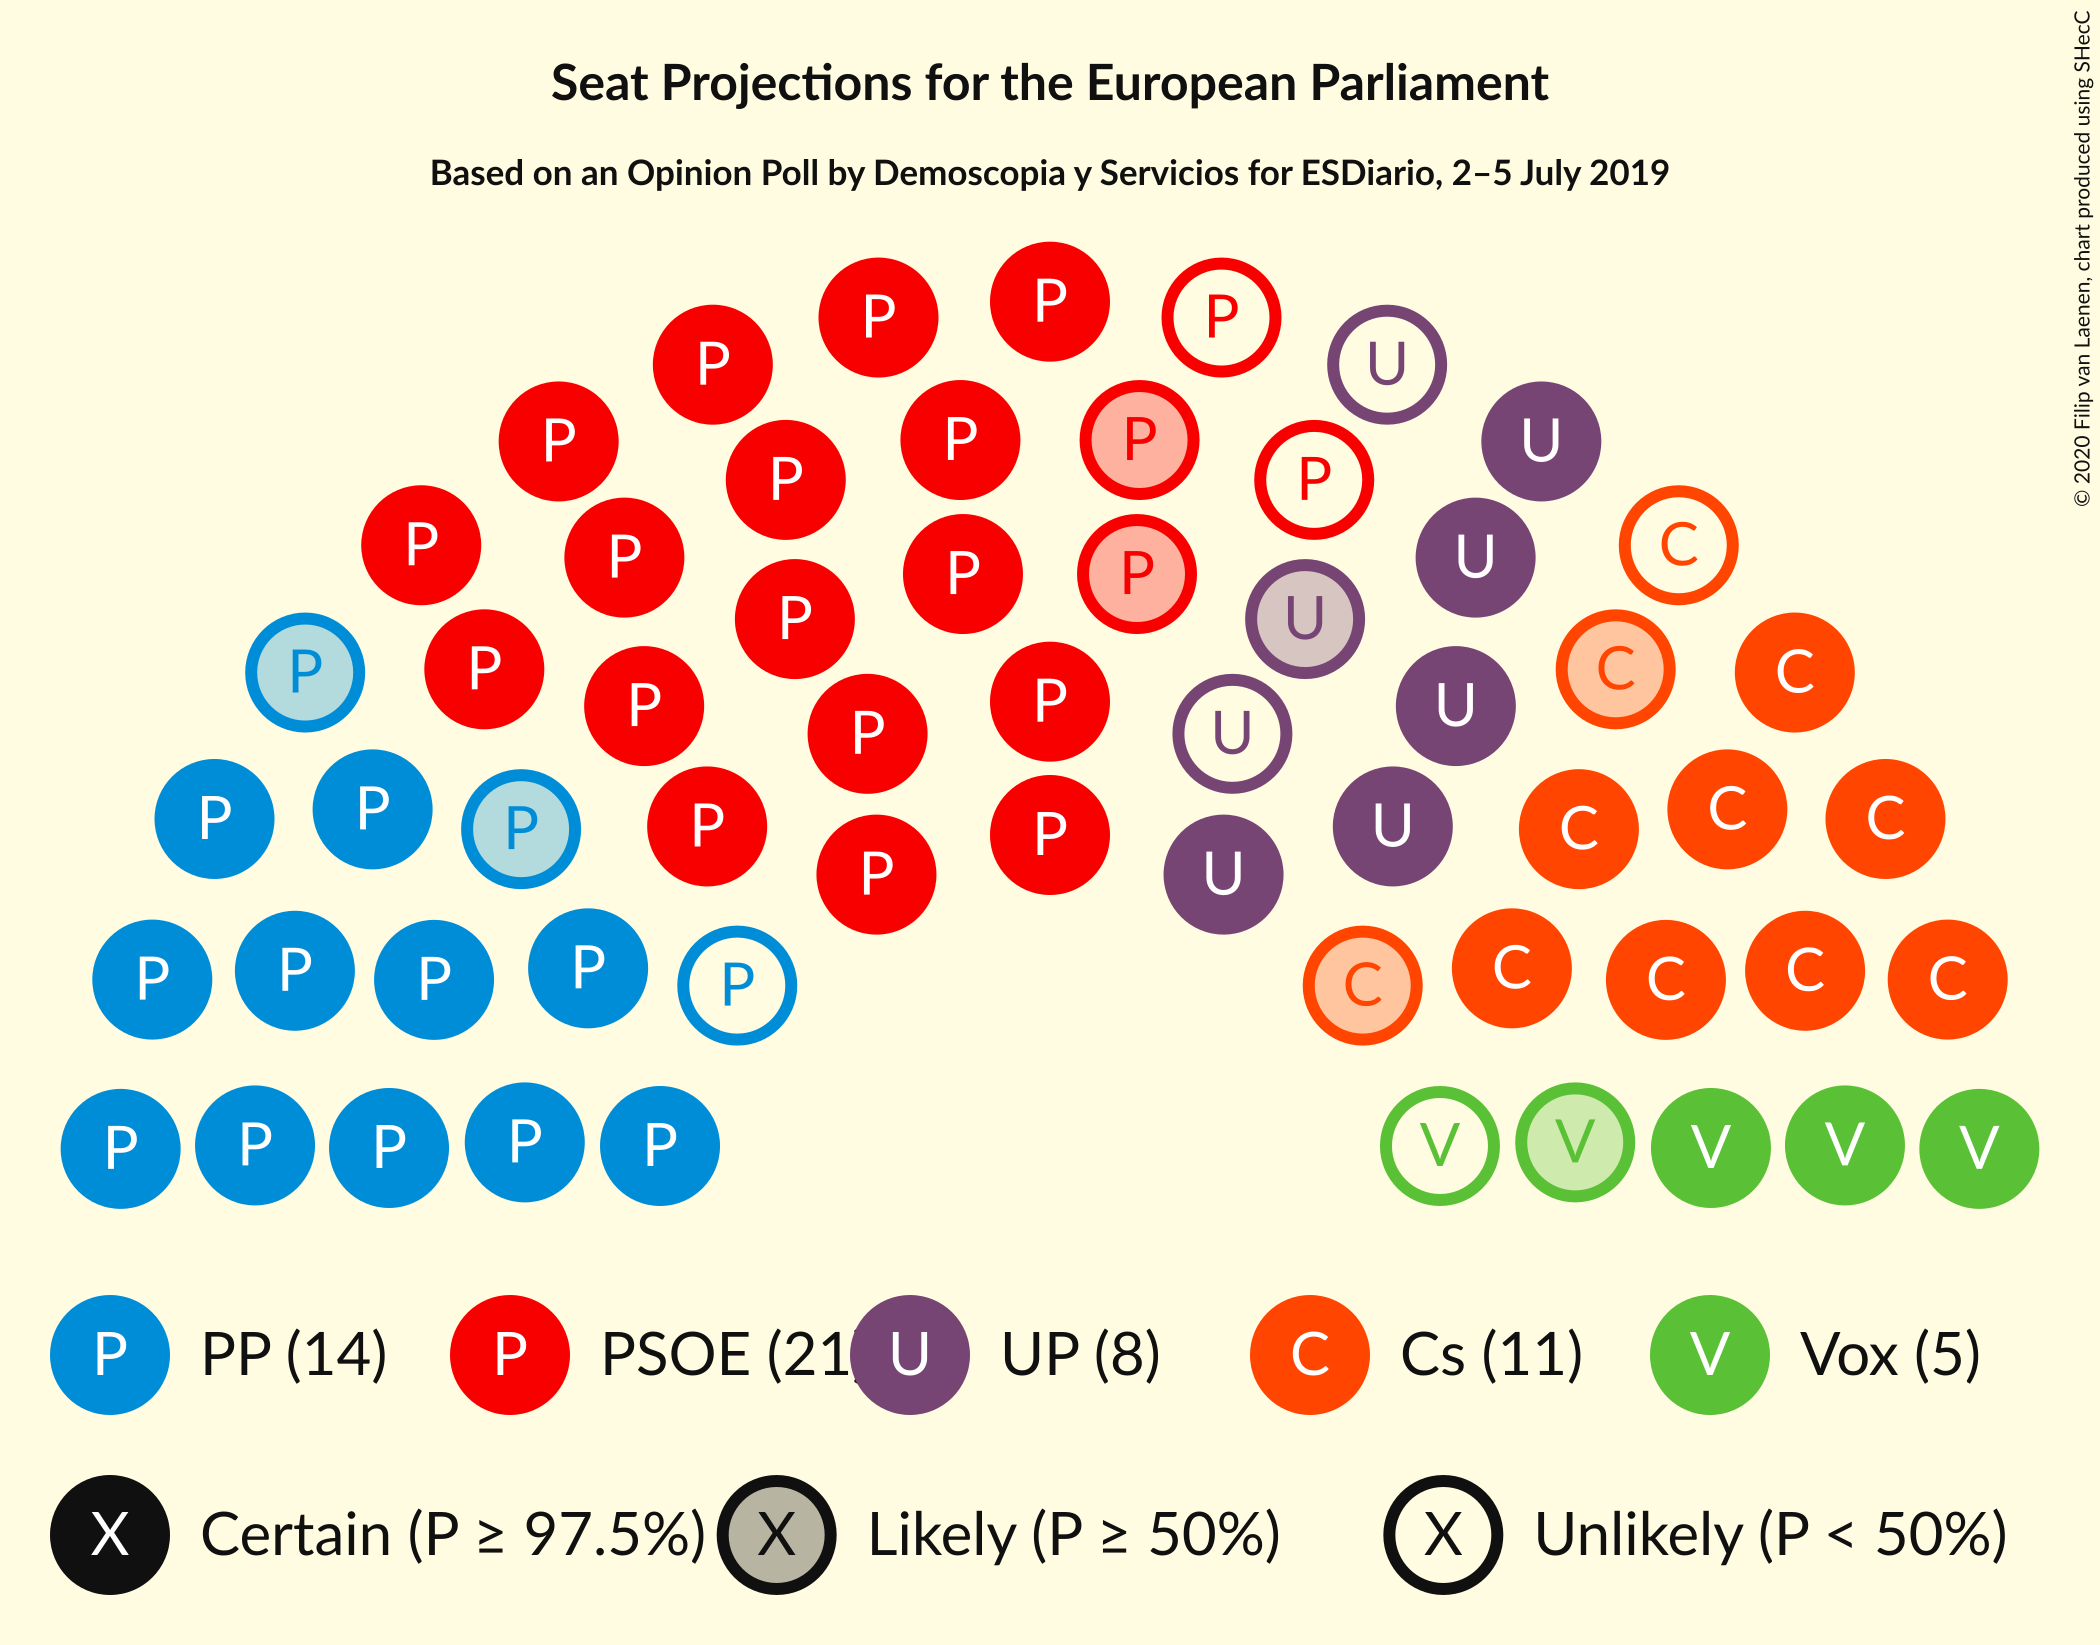 Seat Projections for the European Parliament
Based on an Opinion Poll by Demoscopia y Servicios for ESDiario, 2–5 July 2019
© 2020 Filip van Laenen, chart produced using SHecC
P P P
P U
P P P U
P P
P P U C
P P P U
P P U C
P P P C
P P U
P P P U C C C
P P P
P P U
P P P P P C C C C C
P P P P P V V V V V
P PP (14) P PSOE (21) U UP (8) C Cs (11) V Vox (5)
X Certain (P ≥ 97.5%) X Likely (P ≥ 50%) X Unlikely (P < 50%)